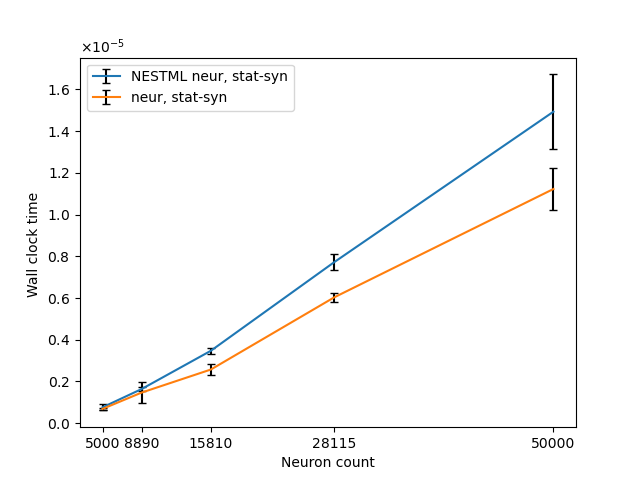 ×10⁻⁵
NESTML neur, stat-syn
neur, stat-syn
1.6
1.4
1.2
1.0
0.8
0.6
0.4
0.2
0.0
Wall clock time
5000 8890 15810 28115 50000
Neuron count